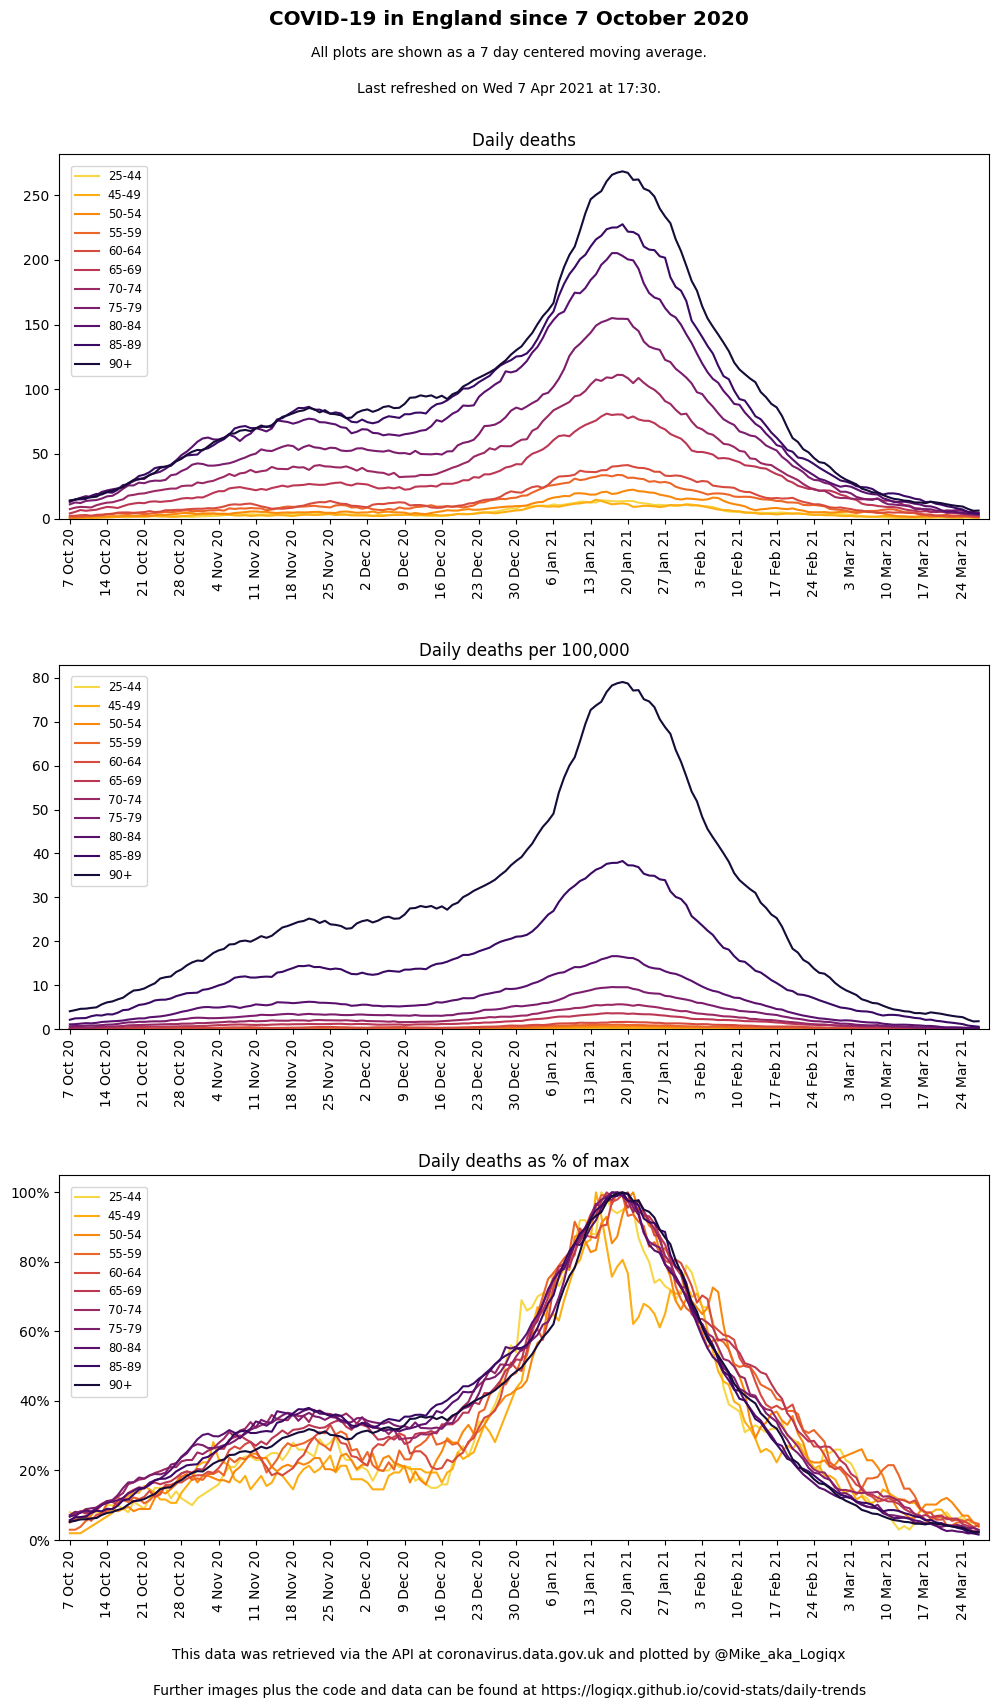 COVID-19 in England since 7 October 2020
All plots are shown as a 7 day centered moving average.
Last refreshed on Wed 7 Apr 2021 at 17:30.
Daily deaths
25-44
45-49
50-54
55-59
60-64
65-69
70-74
75-79
80-84
85-89
90+
250
200
150
100
50
0
7 Oct 20
14 Oct 20
21 Oct 20
28 Oct 20
4 Nov 20
11 Nov 20
18 Nov 20
25 Nov 20
2 Dec 20
9 Dec 20
16 Dec 20
23 Dec 20
30 Dec 20
6 Jan 21
13 Jan 21
20 Jan 21
27 Jan 21
3 Feb 21
10 Feb 21
17 Feb 21
24 Feb 21
3 Mar 21
10 Mar 21
17 Mar 21
24 Mar 21
Daily deaths per 100,000
25-44
45-49
50-54
55-59
60-64
65-69
70-74
75-79
80-84
85-89
90+
80
70
60
50
40
30
20
10
0
7 Oct 20
14 Oct 20
21 Oct 20
28 Oct 20
4 Nov 20
11 Nov 20
18 Nov 20
25 Nov 20
2 Dec 20
9 Dec 20
16 Dec 20
23 Dec 20
30 Dec 20
6 Jan 21
13 Jan 21
20 Jan 21
27 Jan 21
3 Feb 21
10 Feb 21
17 Feb 21
24 Feb 21
3 Mar 21
10 Mar 21
17 Mar 21
24 Mar 21
Daily deaths as % of max
25-44
45-49
50-54
55-59
60-64
65-69
70-74
75-79
80-84
85-89
90+
100%
80%
60%
40%
20%
0%
7 Oct 20
14 Oct 20
21 Oct 20
28 Oct 20
4 Nov 20
11 Nov 20
18 Nov 20
25 Nov 20
2 Dec 20
9 Dec 20
16 Dec 20
23 Dec 20
30 Dec 20
6 Jan 21
13 Jan 21
20 Jan 21
27 Jan 21
3 Feb 21
10 Feb 21
17 Feb 21
24 Feb 21
3 Mar 21
10 Mar 21
17 Mar 21
24 Mar 21
This data was retrieved via the API at coronavirus.data.gov.uk and plotted by @Mike_aka_Logiqx
Further images plus the code and data can be found at https://logiqx.github.io/covid-stats/daily-trends